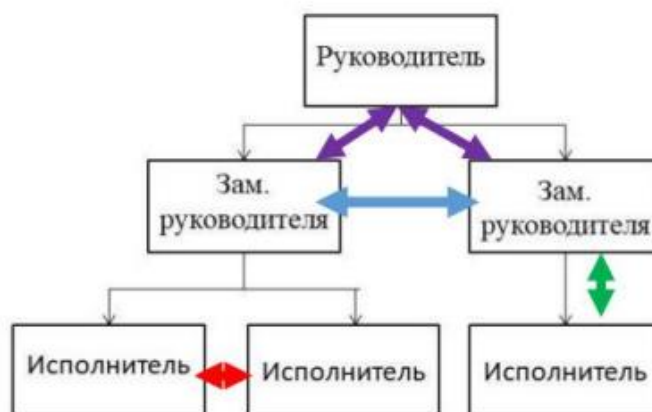 Руководитель
Зам.
руководителя
Зам.
руководителя
Исполнитель
Исполнитель
Исполнитель